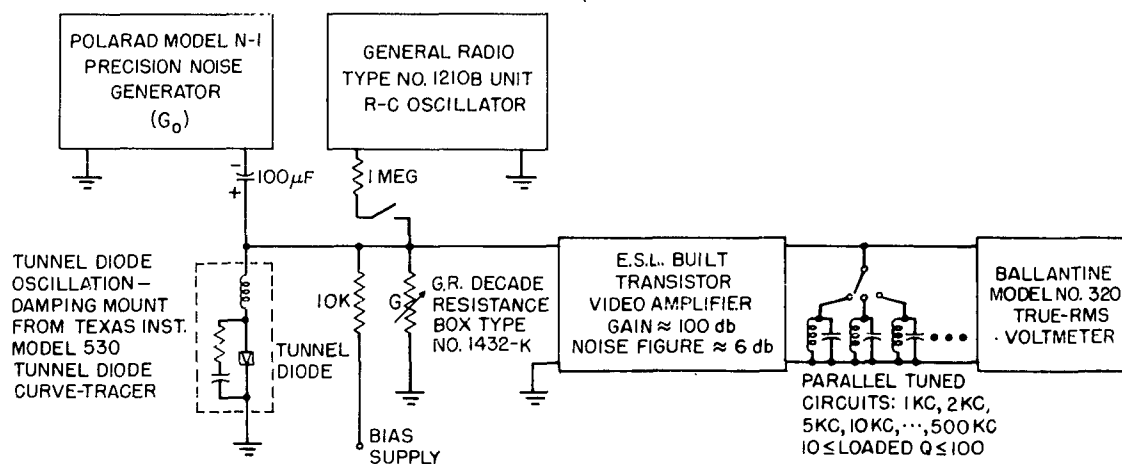 POLARAD MODEL N-1
PRECISION NOISE
GENERATOR
(G₀)
GENERAL RADIO
TYPE NO. 1210B UNIT
R-C OSCILLATOR
−
+
100μF
1 MEG
TUNNEL DIODE
OSCILLATION—
DAMPING MOUNT
FROM TEXAS INST.
MODEL 530
TUNNEL DIODE
CURVE-TRACER
TUNNEL
DIODE
10K
BIAS
SUPPLY
G
G.R. DECADE
RESISTANCE
BOX TYPE
NO. 1432-K
E.S.L. BUILT
TRANSISTOR
VIDEO AMPLIFIER
GAIN ≈ 100 db
NOISE FIGURE ≈ 6 db
PARALLEL TUNED
CIRCUITS: 1KC, 2KC,
5KC, 10KC, ···, 500KC
10 ≤ LOADED Q ≤ 100
BALLANTINE
MODEL NO. 320
TRUE-RMS
VOLTMETER